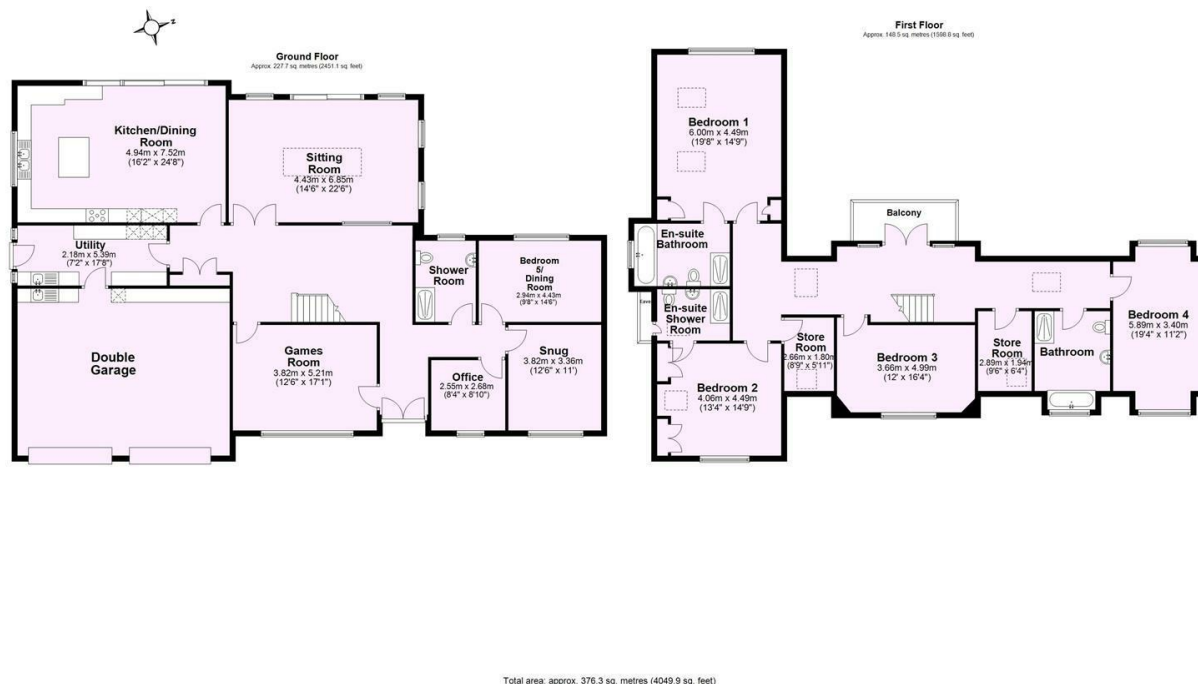 N
Ground Floor
Approx. 227.7 sq. metres (2451.1 sq. feet)
Kitchen/Dining
Room
4.94m x 7.52m
(16'2" x 24'8")
Sitting
Room
4.43m x 6.85m
(14'6" x 22'6")
Utility
2.18m x 5.39m
(7'2" x 17'8")
Shower
Room
Bedroom
5/
Dining
Room
2.94m x 4.43m
(9'8" x 14'6")
Double
Garage
Games
Room
3.82m x 5.21m
(12'6" x 17'1")
Office
2.55m x 2.68m
(8'4" x 8'10")
Snug
3.82m x 3.36m
(12'6" x 11')
First Floor
Approx. 148.5 sq. metres (1598.8 sq. feet)
Bedroom 1
6.00m x 4.49m
(19'8" x 14'9")
Balcony
En-suite
Bathroom
Eave
En-suite
Shower
Room
Store
Room
2.66m x 1.80m
(8'9" x 5'11")
Bedroom 2
4.06m x 4.49m
(13'4" x 14'9")
Bedroom 3
3.66m x 4.99m
(12' x 16'4")
Store
Room
2.89m x 1.94m
(9'6" x 6'4")
Bathroom
Bedroom 4
5.89m x 3.40m
(19'4" x 11'2")
Total area: approx. 376.3 sq. metres (4049.9 sq. feet)